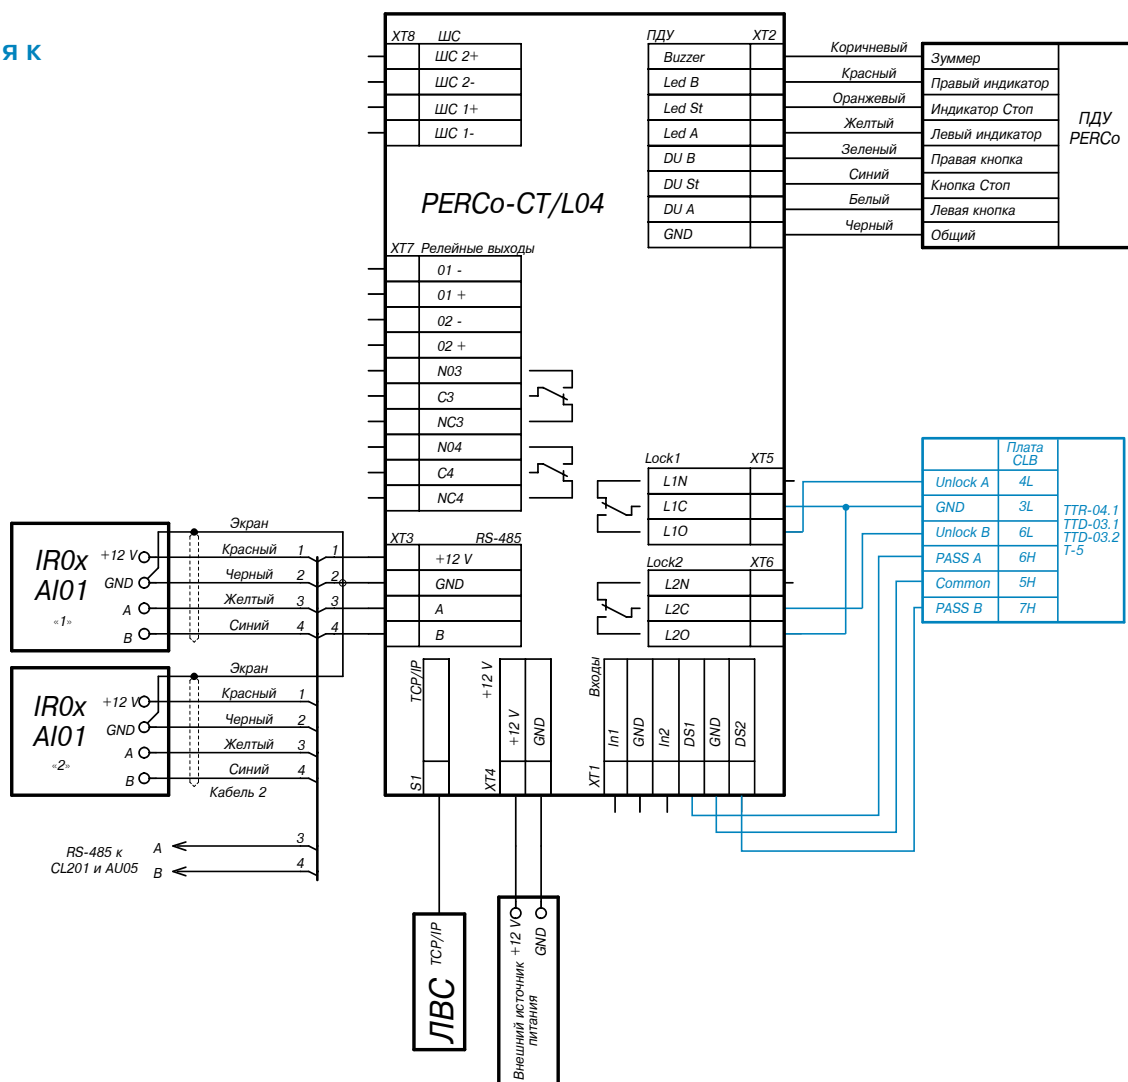 я к
XT8 ШС
ШС 2+
ШС 2-
ШС 1+
ШС 1-
ПДУ XT2
Buzzer
Led B
Led St
Led A
DU B
DU St
DU A
GND
Коричневый
Красный
Оранжевый
Желтый
Зеленый
Синий
Белый
Черный
Зуммер
Правый индикатор
Индикатор Стоп
Левый индикатор
Правая кнопка
Кнопка Стоп
Левая кнопка
Общий
ПДУ
PERCo
PERCo-CT/L04
XT7 Релейные выходы
01 -
01 +
02 -
02 +
N03
C3
NC3
N04
C4
NC4
Lock1 XT5
L1N
L1C
L1O
Lock2 XT6
L2N
L2C
L2O
Плата
CLB
Unlock A 4L
GND 3L
Unlock B 6L
PASS A 6H
Common 5H
PASS B 7H
TTR-04.1
TTD-03.1
TTD-03.2
T-5
XT3 RS-485
+12 V
GND
A
B
IR0x
AI01
«1»
+12 V
GND
A
B
Экран
Красный 1 1
Черный 2 2
Желтый 3 3
Синий 4 4
IR0x
AI01
«2»
+12 V
GND
A
B
Экран
Красный 1
Черный 2
Желтый 3
Синий 4
Кабель 2
RS-485 к
CL201 и AU05
A 3
B 4
S1 TCP/IP
XT4 +12 V
+12 V
GND
XT1 Входы
In1
GND
In2
DS1
GND
DS2
ЛВС TCP/IP
Внешний источник
питания
+12 V
GND